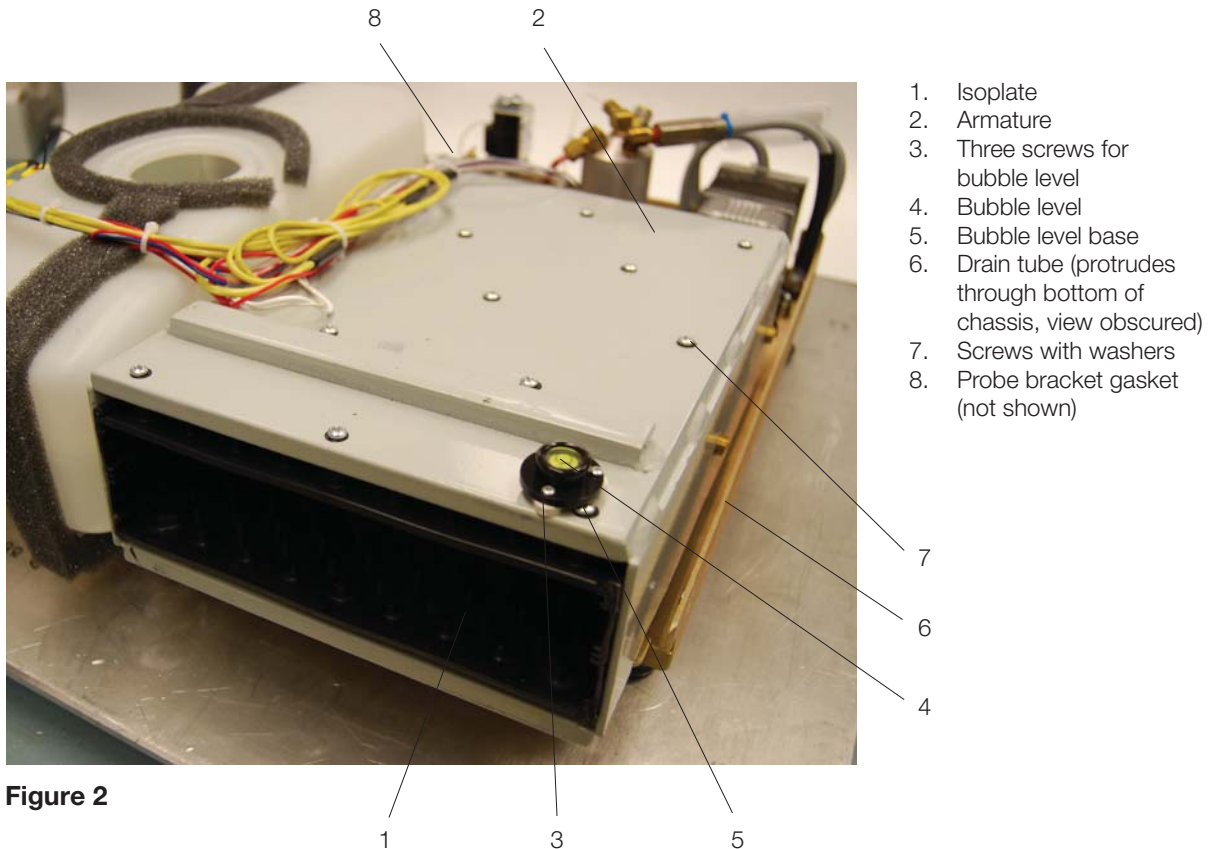 8 2
1. Isoplate
2. Armature
3. Three screws for
bubble level
4. Bubble level
5. Bubble level base
6. Drain tube (protrudes
through bottom of
chassis, view obscured)
7. Screws with washers
8. Probe bracket gasket
(not shown)
7
6
4
Figure 2
1 3 5